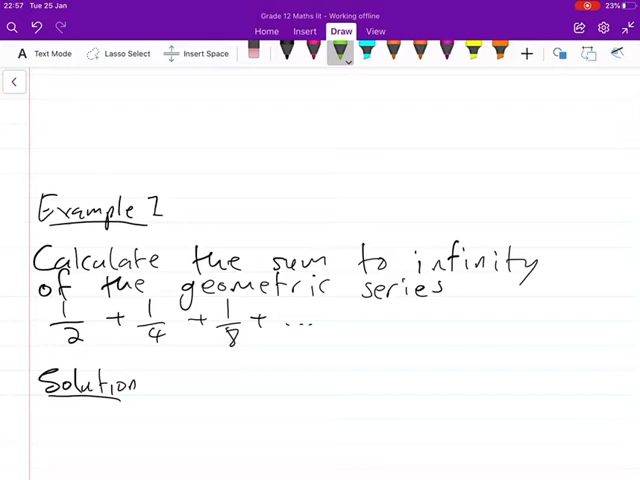 22:57 Tue 25 Jan
Grade 12 Maths lit - Working offline
23%
Home Insert Draw View
Text Mode Lasso Select Insert Space
Example 1
Calculate the sum to infinity
of the geometric series
1/2 + 1/4 + 1/8 + ...
Solution